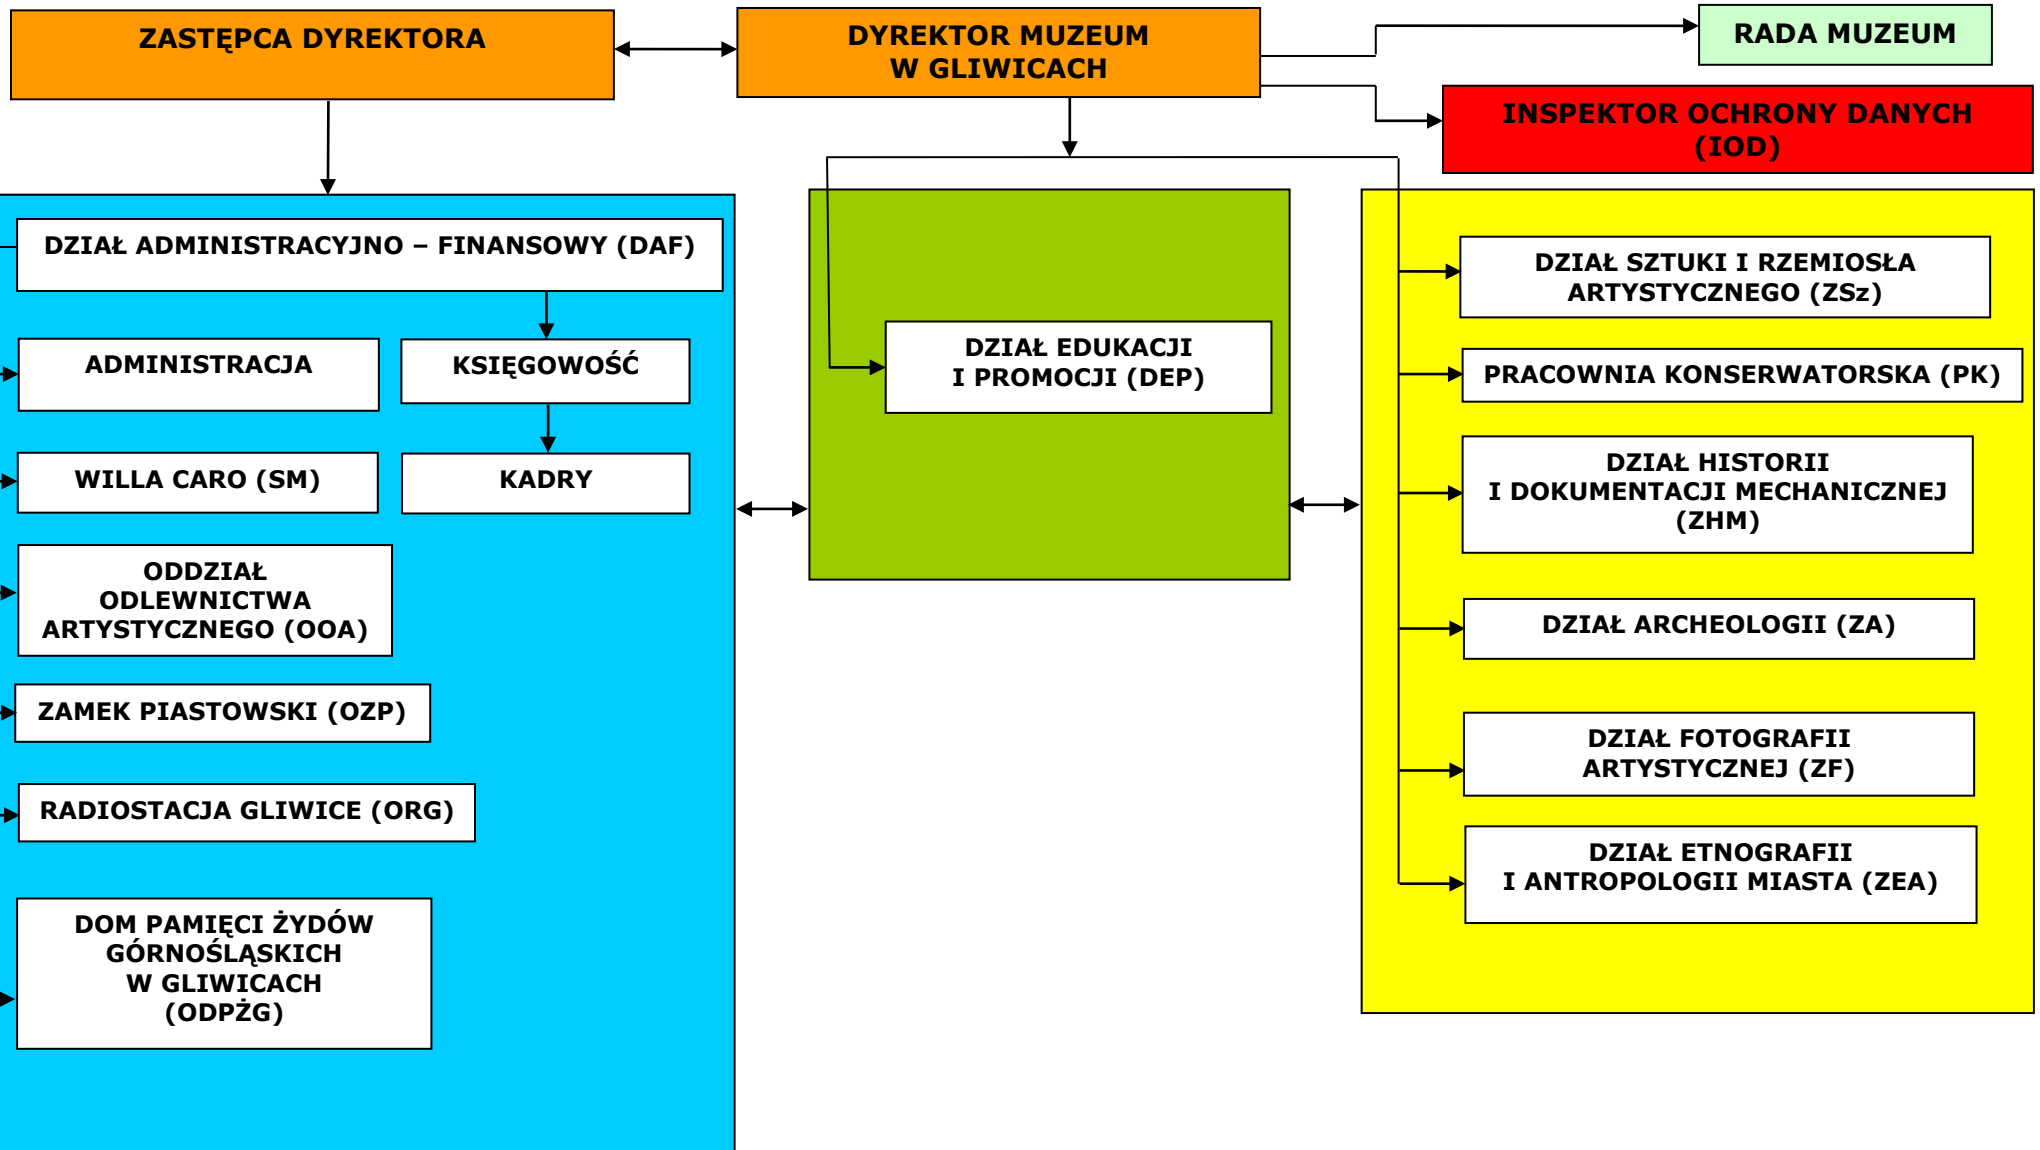 ZASTĘPCA DYREKTORA
DYREKTOR MUZEUM
W GLIWICACH
RADA MUZEUM
INSPEKTOR OCHRONY DANYCH
(IOD)
DZIAŁ ADMINISTRACYJNO – FINANSOWY (DAF)
ADMINISTRACJA
KSIĘGOWOŚĆ
WILLA CARO (SM)
KADRY
ODDZIAŁ
ODLEWNICTWA
ARTYSTYCZNEGO (OOA)
ZAMEK PIASTOWSKI (OZP)
RADIOSTACJA GLIWICE (ORG)
DOM PAMIĘCI ŻYDÓW
GÓRNOŚLĄSKICH
W GLIWICACH
(ODPŻG)
DZIAŁ EDUKACJI
I PROMOCJI (DEP)
DZIAŁ SZTUKI I RZEMIOSŁA
ARTYSTYCZNEGO (ZSz)
PRACOWNIA KONSERWATORSKA (PK)
DZIAŁ HISTORII
I DOKUMENTACJI MECHANICZNEJ
(ZHM)
DZIAŁ ARCHEOLOGII (ZA)
DZIAŁ FOTOGRAFII
ARTYSTYCZNEJ (ZF)
DZIAŁ ETNOGRAFII
I ANTROPOLOGII MIASTA (ZEA)